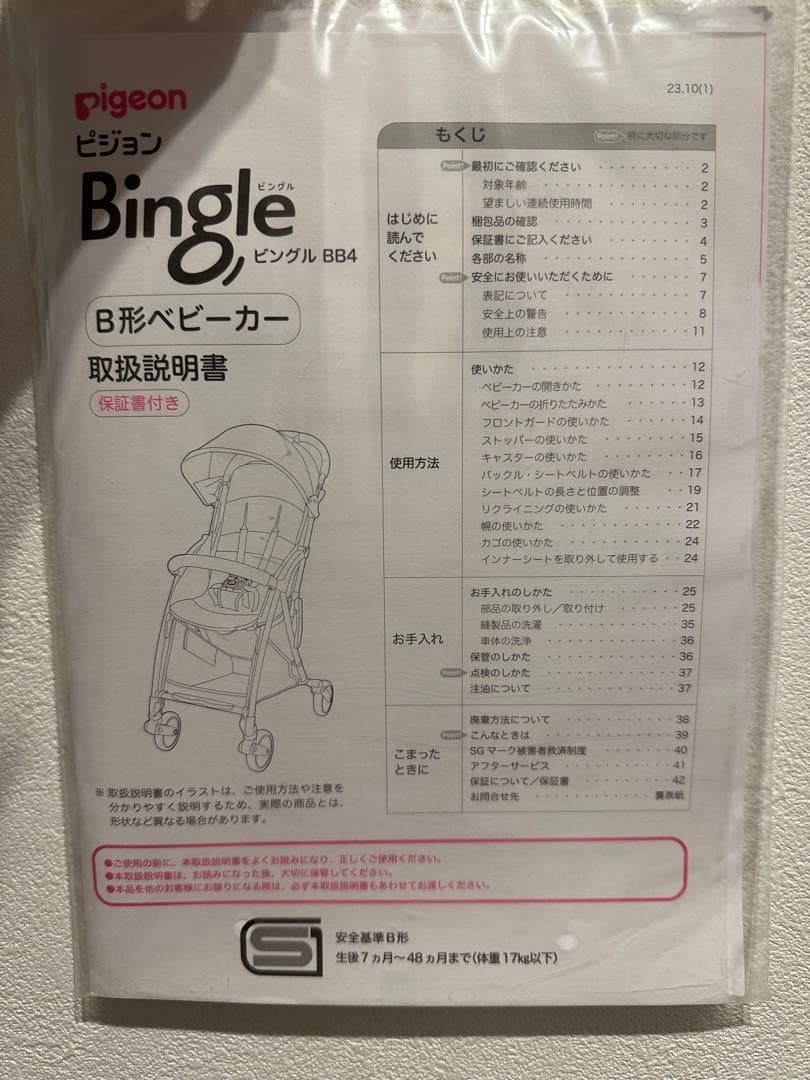 23.10(1)
pigeon
ピジョン
Bingle
ビングル
ビングル BB4
B形ベビーカー
取扱説明書
保証書付き
もくじ
Point! 特に大切な部分です
はじめに
読んで
ください
Point! 最初にご確認ください ・・・・・・・・・ 2
対象年齢 ・・・・・・・・・・・・・ 2
望ましい連続使用時間 ・・・・・・・・ 2
梱包品の確認 ・・・・・・・・・・・・ 3
保証書にご記入ください ・・・・・・・・ 4
各部の名称 ・・・・・・・・・・・・・ 5
Point! 安全にお使いいただくために ・・・・・・ 7
表記について ・・・・・・・・・・・・ 7
安全上の警告 ・・・・・・・・・・・・ 8
使用上の注意 ・・・・・・・・・・・・ 11
使用方法
使いかた ・・・・・・・・・・・・・・ 12
ベビーカーの開きかた ・・・・・・・・ 12
ベビーカーの折りたたみかた ・・・・・ 13
フロントガードの使いかた ・・・・・・ 14
ストッパーの使いかた ・・・・・・・・ 15
キャスターの使いかた ・・・・・・・・ 16
バックル・シートベルトの使いかた ・・ 17
シートベルトの長さと位置の調整 ・・ 19
リクライニングの使いかた ・・・・・・ 21
幌の使いかた ・・・・・・・・・・・・ 22
カゴの使いかた ・・・・・・・・・・・ 24
インナーシートを取り外して使用する ・・ 24
お手入れ
お手入れのしかた ・・・・・・・・・・・ 25
部品の取り外し／取り付け ・・・・・・ 25
縫製品の洗濯 ・・・・・・・・・・・・ 35
車体の洗浄 ・・・・・・・・・・・・・ 36
保管のしかた ・・・・・・・・・・・・・ 36
Point! 点検のしかた ・・・・・・・・・・・・・ 37
注油について ・・・・・・・・・・・・・ 37
こまった
ときに
廃棄方法について ・・・・・・・・・・・ 38
Point! こんなときは ・・・・・・・・・・・・・ 39
SGマーク被害者救済制度 ・・・・・・・・ 40
アフターサービス ・・・・・・・・・・・ 41
保証について／保証書 ・・・・・・・・・ 42
お問合せ先 ・・・・・・・・・・・・ 裏表紙
※取扱説明書のイラストは、ご使用方法や注意を
分かりやすく説明するため、実際の商品とは、
形状など異なる場合があります。
●ご使用の前に、本取扱説明書をよくお読みになり、正しくご使用ください。
●本取扱説明書は、お読みになった後、大切に保管してください。
●本品を他のお客様にお譲りになる際は、必ず本取扱説明書もあわせてお渡しください。
SG
安全基準B形
生後7ヵ月～48ヵ月まで(体重17kg以下)